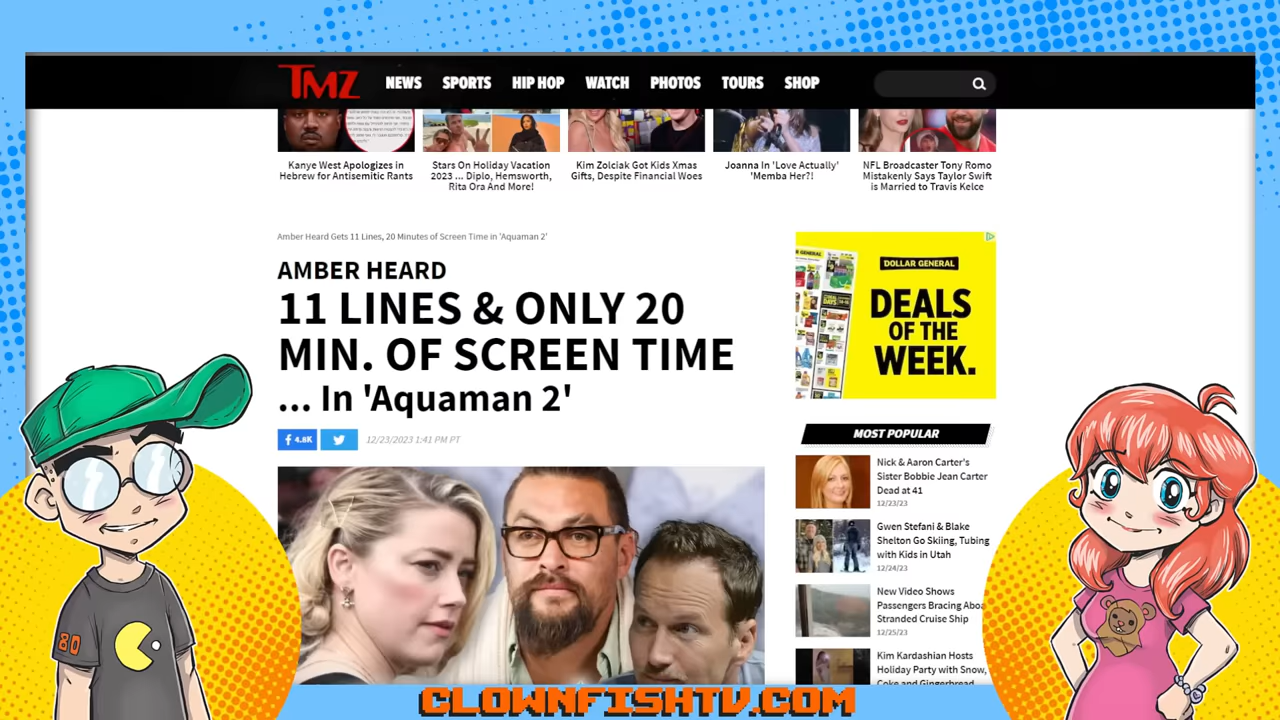 TMZ
NEWS SPORTS HIP HOP WATCH PHOTOS TOURS SHOP
Kanye West Apologizes in
Hebrew for Antisemitic Rants
Stars On Holiday Vacation
2023 ... Diplo, Hemsworth,
Rita Ora And More!
Kim Zolciak Got Kids Xmas
Gifts, Despite Financial Woes
Joanna In 'Love Actually'
'Memba Her?!
NFL Broadcaster Tony Romo
Mistakenly Says Taylor Swift
is Married to Travis Kelce
Amber Heard Gets 11 Lines, 20 Minutes of Screen Time in 'Aquaman 2'
AMBER HEARD
11 LINES & ONLY 20
MIN. OF SCREEN TIME
... In 'Aquaman 2'
4.8K
12/23/2023 1:41 PM PT
DOLLAR GENERAL
DEALS
OF THE
WEEK.
MOST POPULAR
Nick & Aaron Carter's
Sister Bobbie Jean Carter
Dead at 41
12/23/23
Gwen Stefani & Blake
Shelton Go Skiing, Tubing
with Kids in Utah
12/24/23
New Video Shows
Passengers Bracing Aboa
Stranded Cruise Ship
12/25/23
Kim Kardashian Hosts
Holiday Party with Snow,
Coke and Gingerbread
80
CLOWNFISHTV.COM